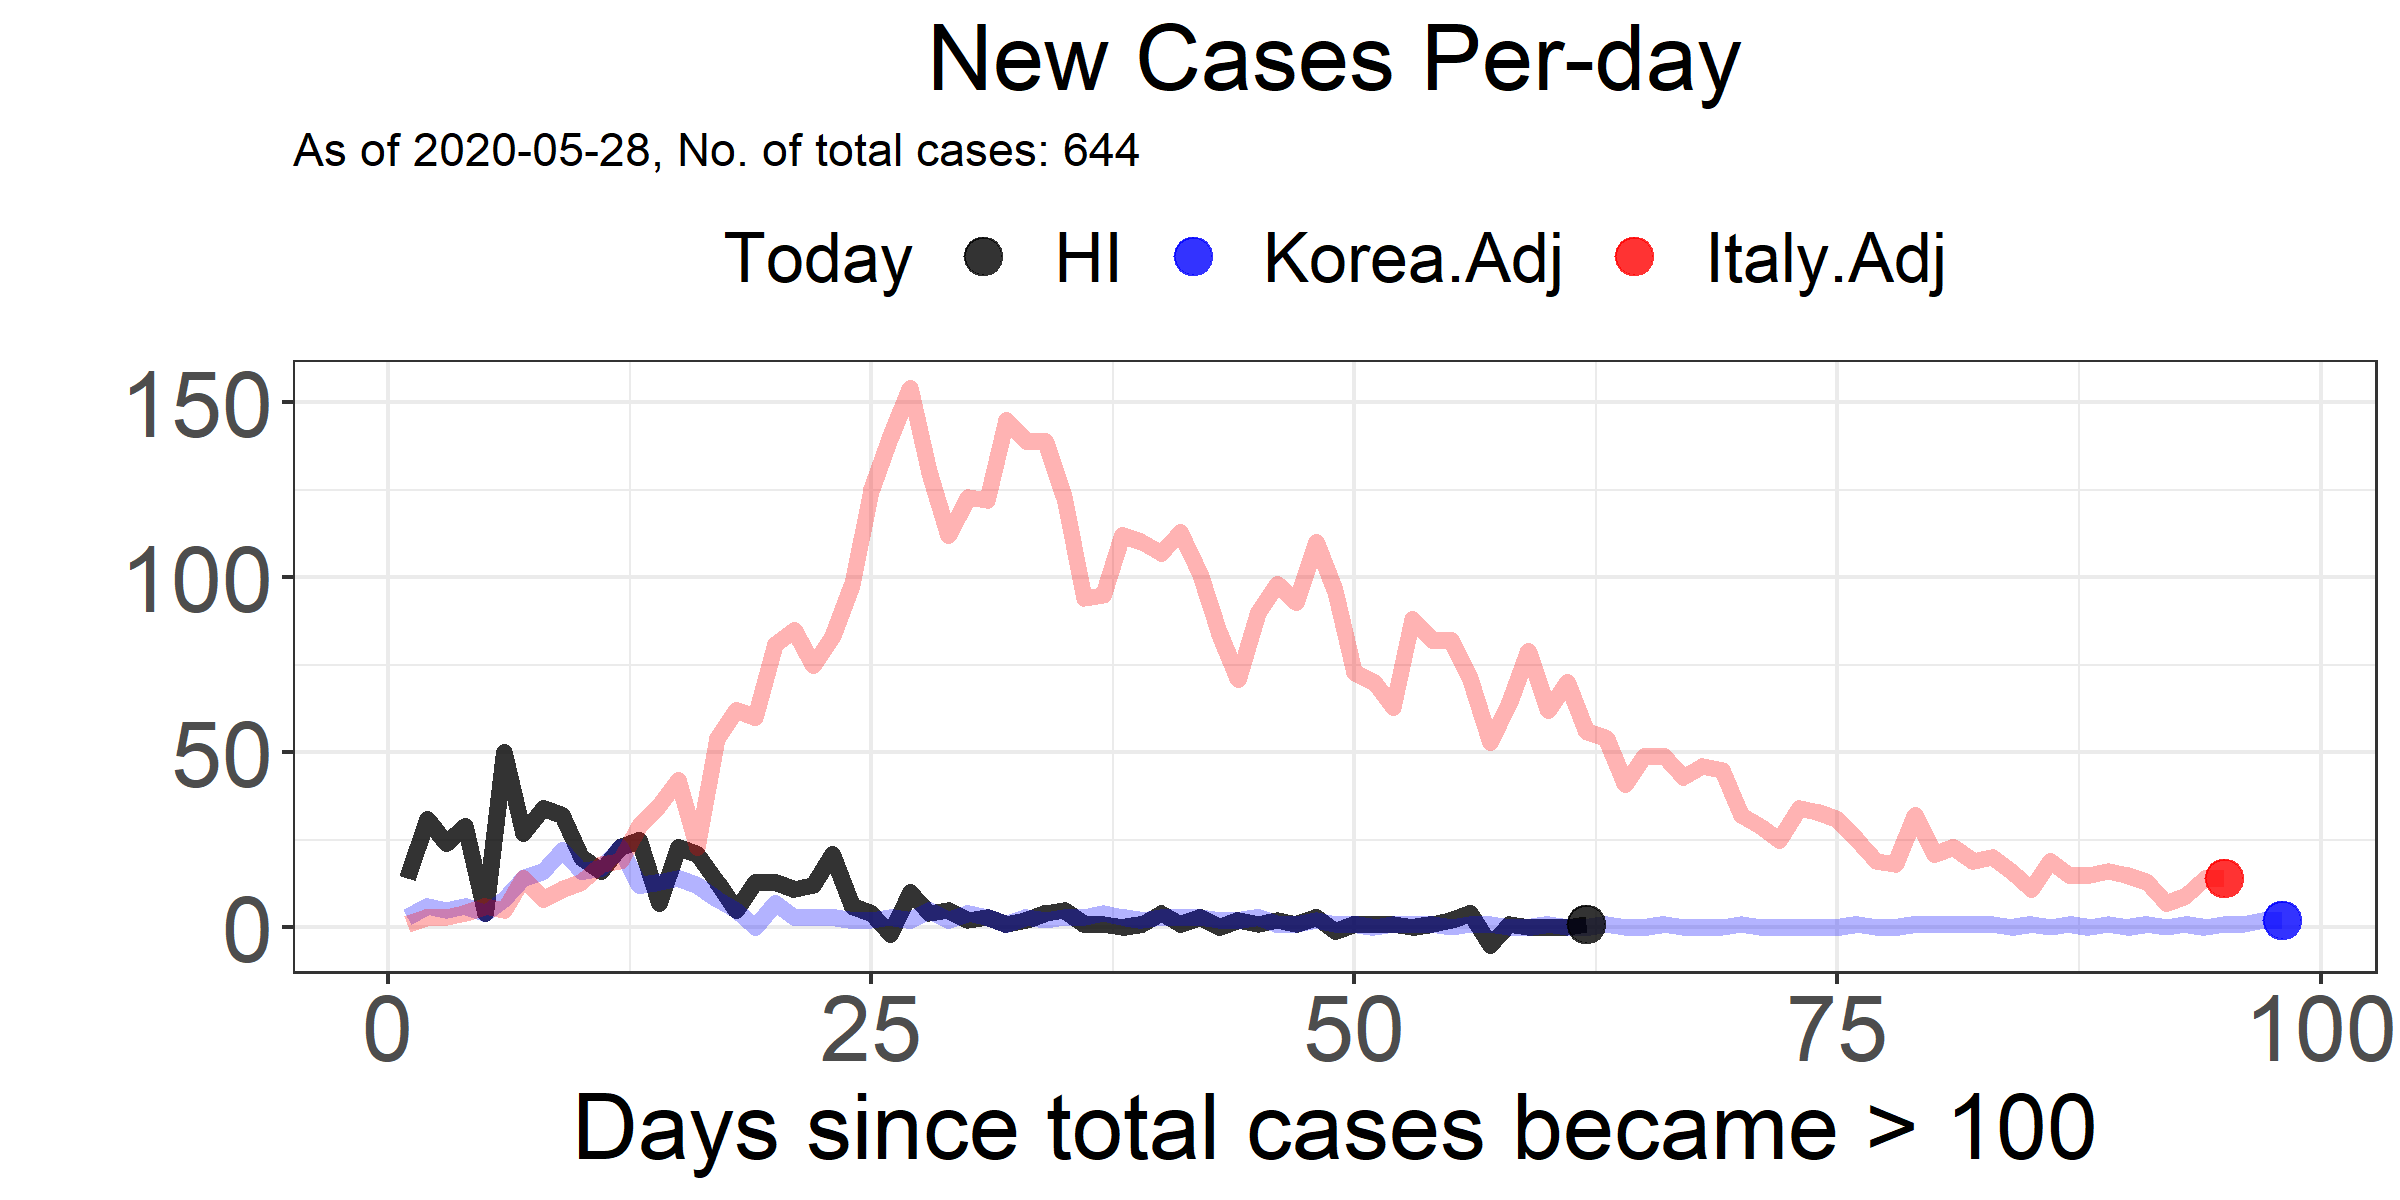 New Cases Per-day
As of 2020-05-28, No. of total cases: 644
Today HI Korea.Adj Italy.Adj
150
100
50
0
0 25 50 75 100
Days since total cases became > 100